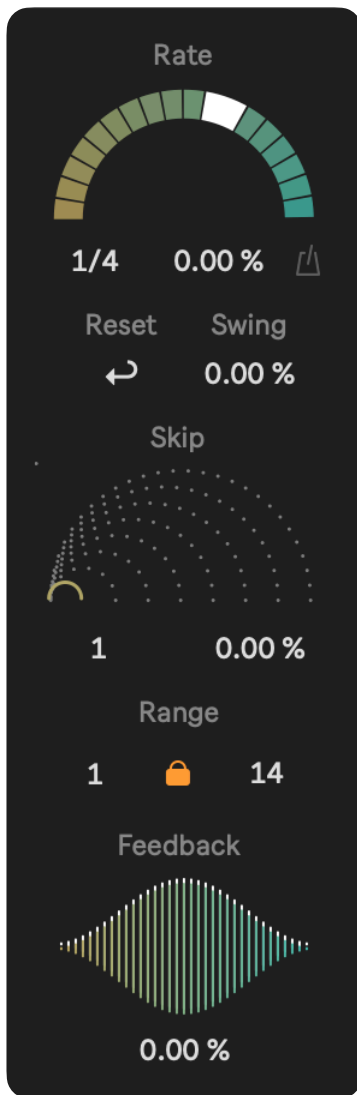 Rate
1/4 0.00 %
Reset Swing
0.00 %
Skip
1 0.00 %
Range
1 14
Feedback
0.00 %